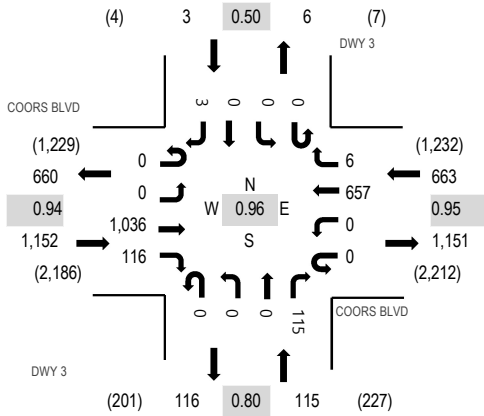 (4) 3 0.50 6 (7)
DWY 3
3 0 0 0
COORS BLVD
(1,229) (1,232)
660 0 6 663
0 N 657
0.94 W 0.96 E 0.95
1,036 0
1,152 S 1,151
116 0
(2,186) (2,212)
0 0 0 115
COORS BLVD
DWY 3
(201) 116 0.80 115 (227)